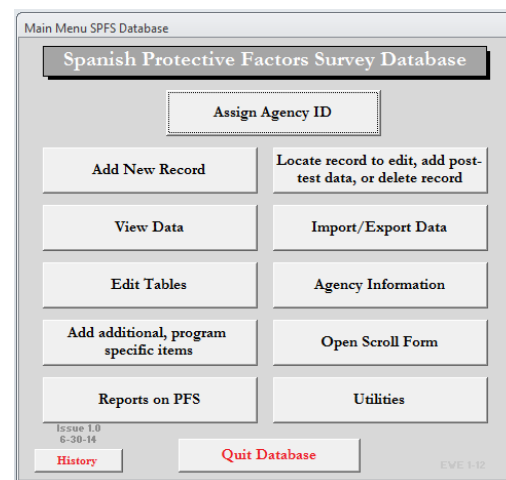 Main Menu SPFS Database
Spanish Protective Factors Survey Database
Assign Agency ID
Add New Record
Locate record to edit, add post-
test data, or delete record
View Data
Import/Export Data
Edit Tables
Agency Information
Add additional, program
specific items
Open Scroll Form
Reports on PFS
Utilities
Issue 1.0
6-30-14
History
Quit Database
EWE 1-12